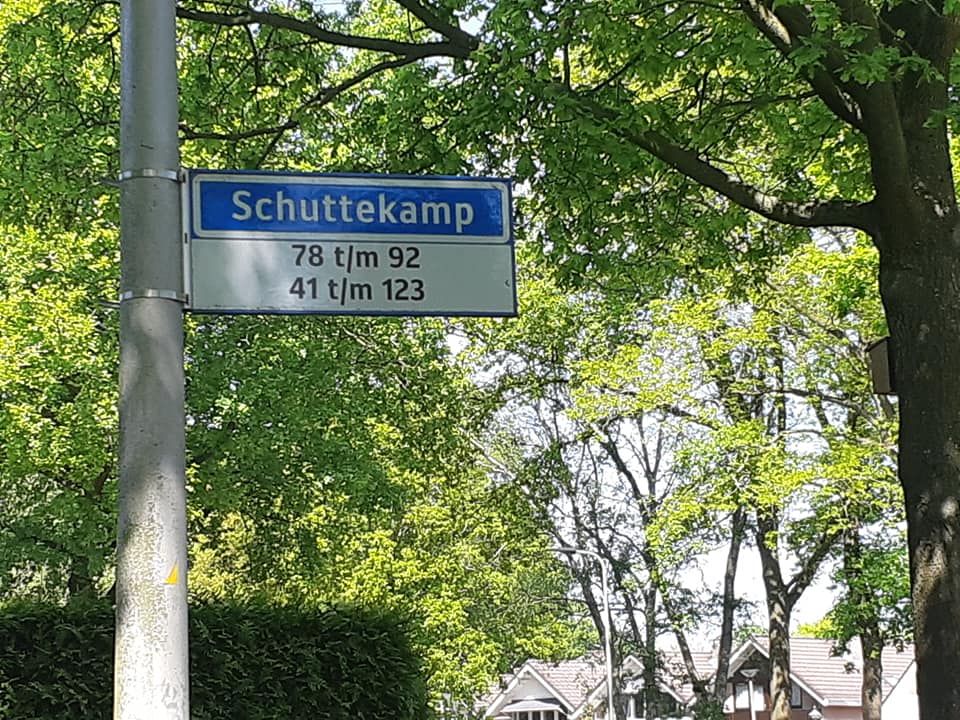 Schuttekamp
78 t/m 92
41 t/m 123